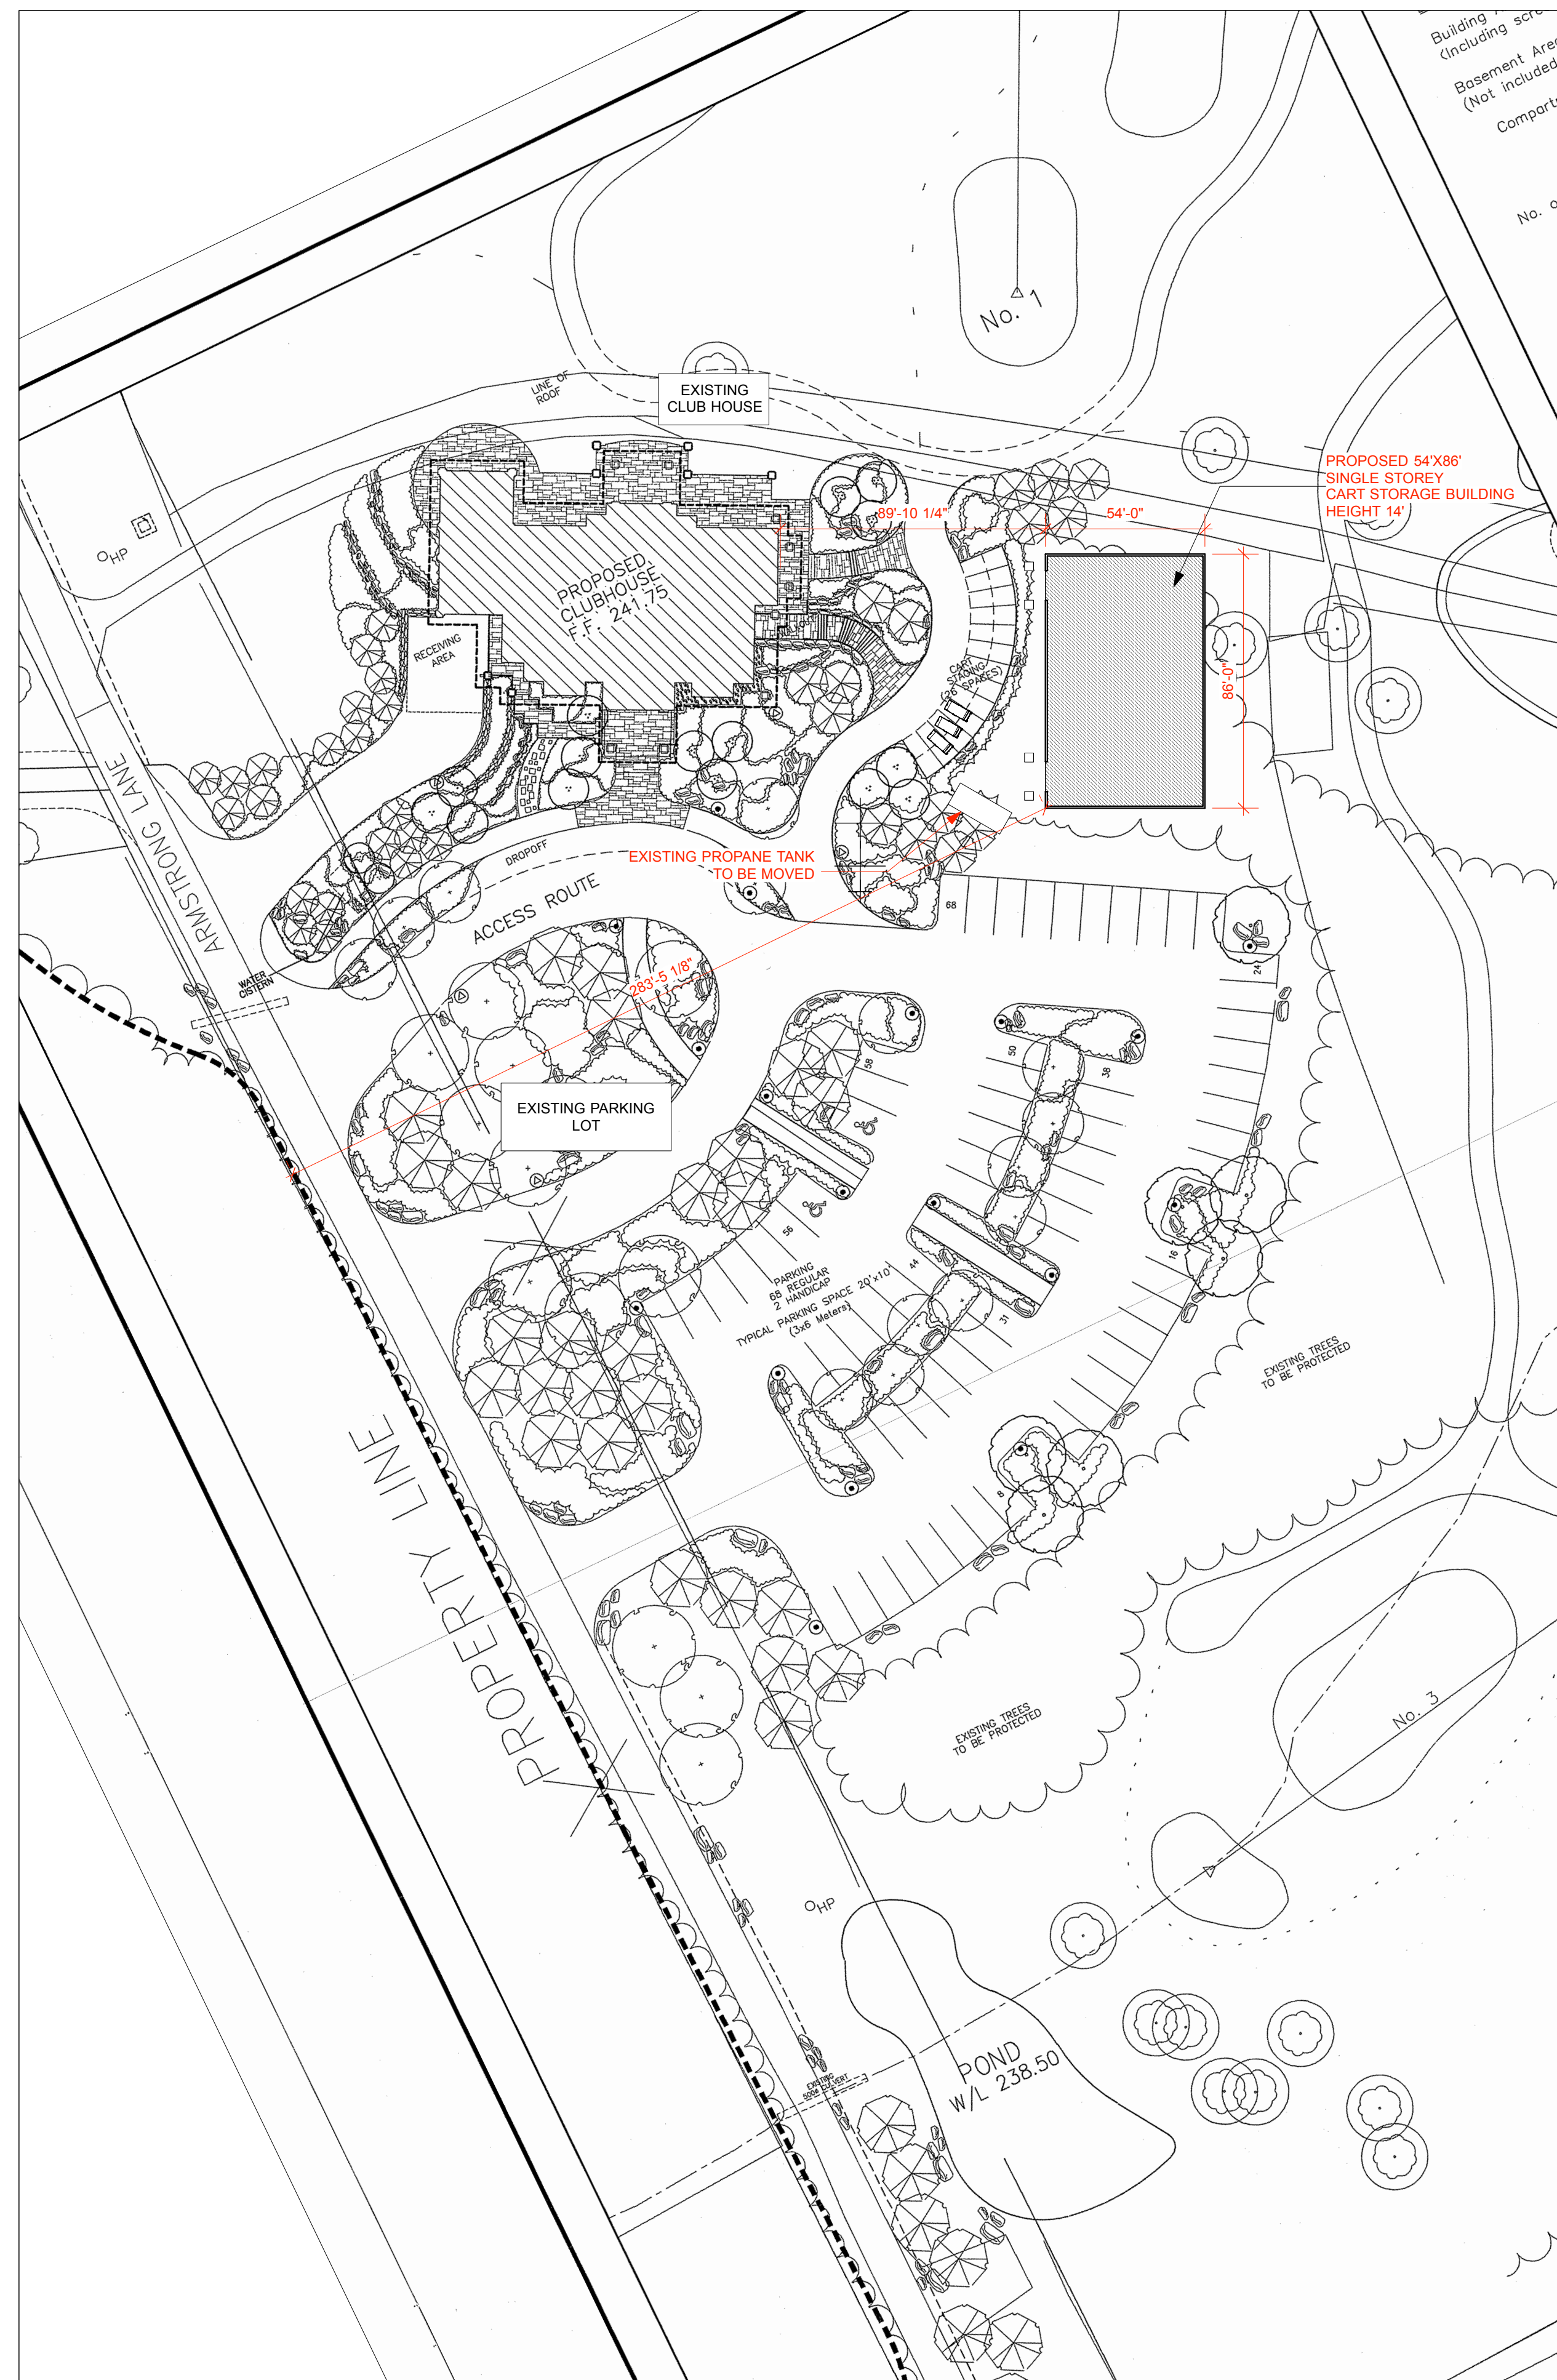 Building
(Including
Basement
(Not included
No.
No. 1
LINE OF
ROOF
EXISTING
CLUB HOUSE
PROPOSED 54'X86'
SINGLE STOREY
CART STORAGE BUILDING
HEIGHT 14'
89'-10 1/4"
54'-0"
86'-0"
HP
PROPOSED
CLUBHOUSE
F.F. 241.75
RECEIVING
AREA
CART
STAGING
SPACES)
ARMSTRONG LANE
DROPOFF
ACCESS ROUTE
EXISTING PROPANE TANK
TO BE MOVED
68
24
WATER
CISTERN
283'-5 1/8"
EXISTING PARKING
LOT
58
50
38
56
44
31
16
8
PARKING
68 REGULAR
2 HANDICAP
TYPICAL PARKING SPACE 20'x10'
(3x6 Meters)
EXISTING TREES
TO BE PROTECTED
PROPERTY LINE
EXISTING TREES
TO BE PROTECTED
No. 3
HP
POND
W/L 238.50
EXISTING
CULVERT